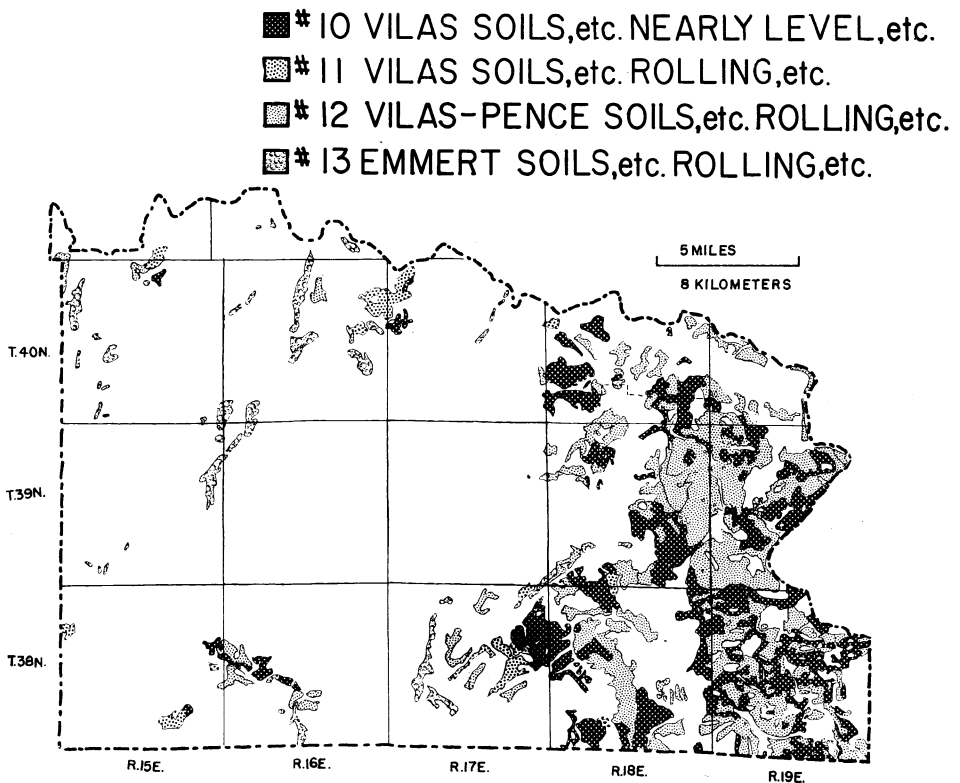 # 10 VILAS SOILS,etc. NEARLY LEVEL,etc.
# 11 VILAS SOILS,etc. ROLLING,etc.
# 12 VILAS-PENCE SOILS,etc. ROLLING,etc.
# 13 EMMERT SOILS,etc. ROLLING,etc.
5 MILES
8 KILOMETERS
T.40N.
T.39N.
T.38N.
R.15E. R.16E. R.17E. R.18E. R.19E.